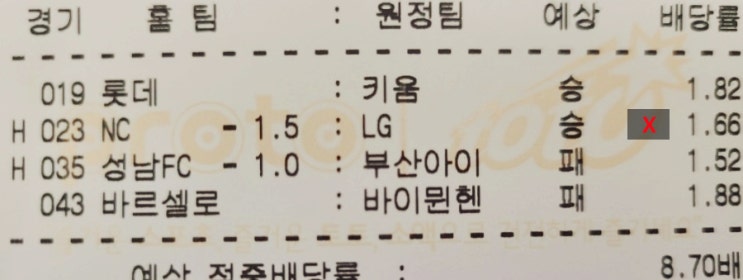 경기 홈 팀 : 원정팀 예상 배당률
019 롯데 : 키움 승 1.82
H 023 NC - 1.5 : LG 승 X 1.66
H 035 성남FC - 1.0 : 부산아이 패 1.52
043 바르셀로 : 바이뮌헨 패 1.88
예상 적중배당률 : 8.70배